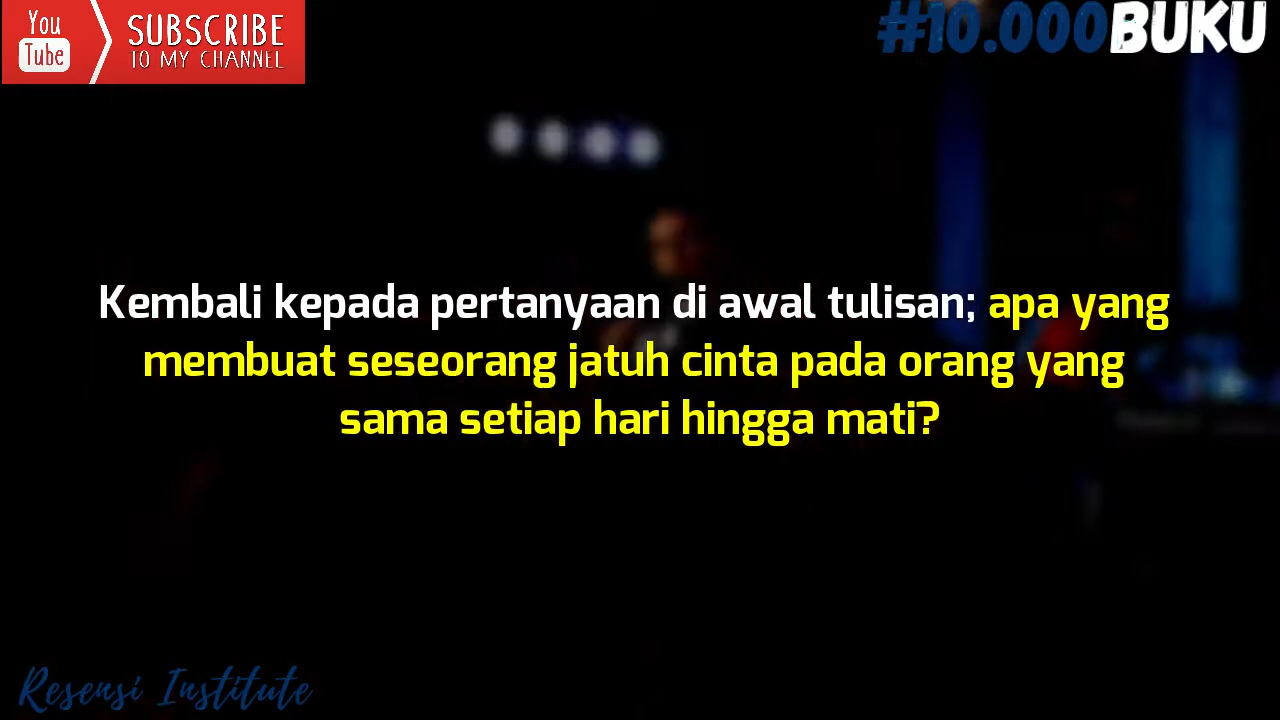 You
Tube
SUBSCRIBE
TO MY CHANNEL
#10.000BUKU
Kembali kepada pertanyaan di awal tulisan; apa yang
membuat seseorang jatuh cinta pada orang yang
sama setiap hari hingga mati?
Resensi Institute